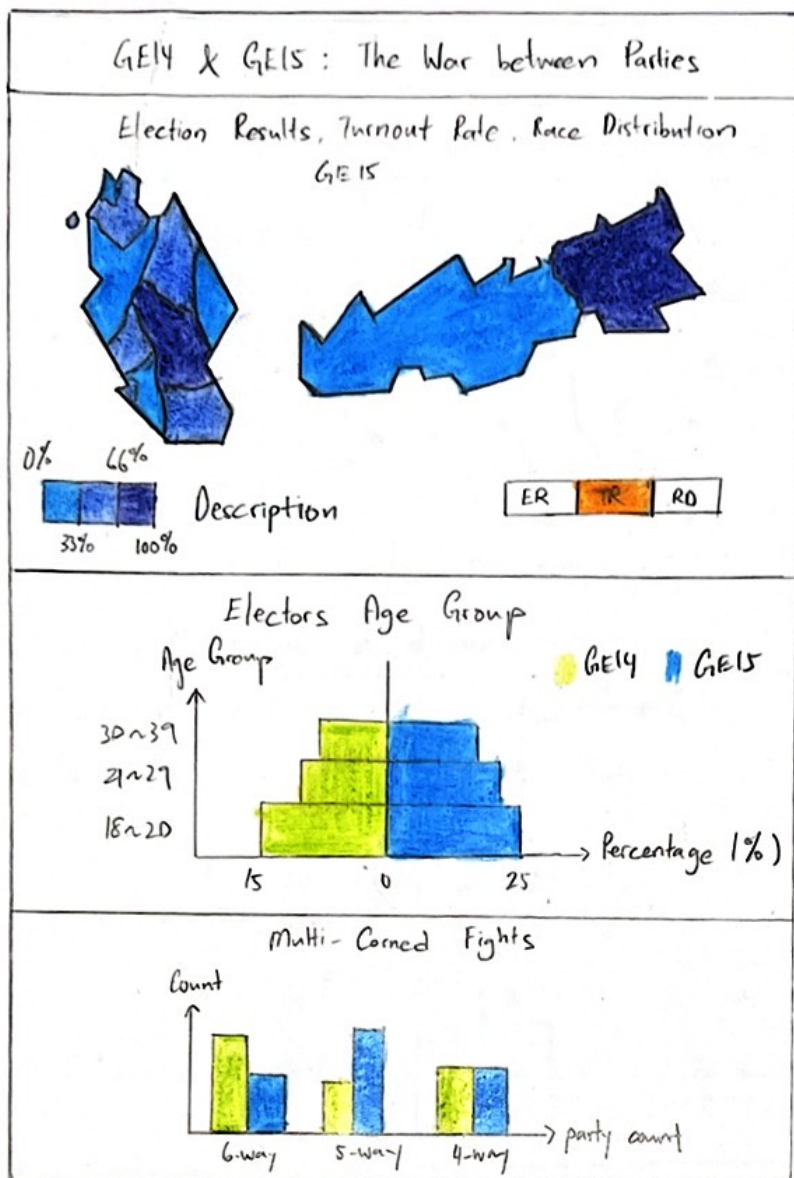 GE14 & GE15 : The War between Parties
Election Results, Turnout Rate, Race Distribution
GE15
0% 66%
33% 100%
Description
ER TR RD
Electors Age Group
Age Group
GE14 GE15
30~39
21~29
18~20
15 0 25
Percentage (%)
Multi-Corned Fights
Count
6-way 5-way 4-way
party count